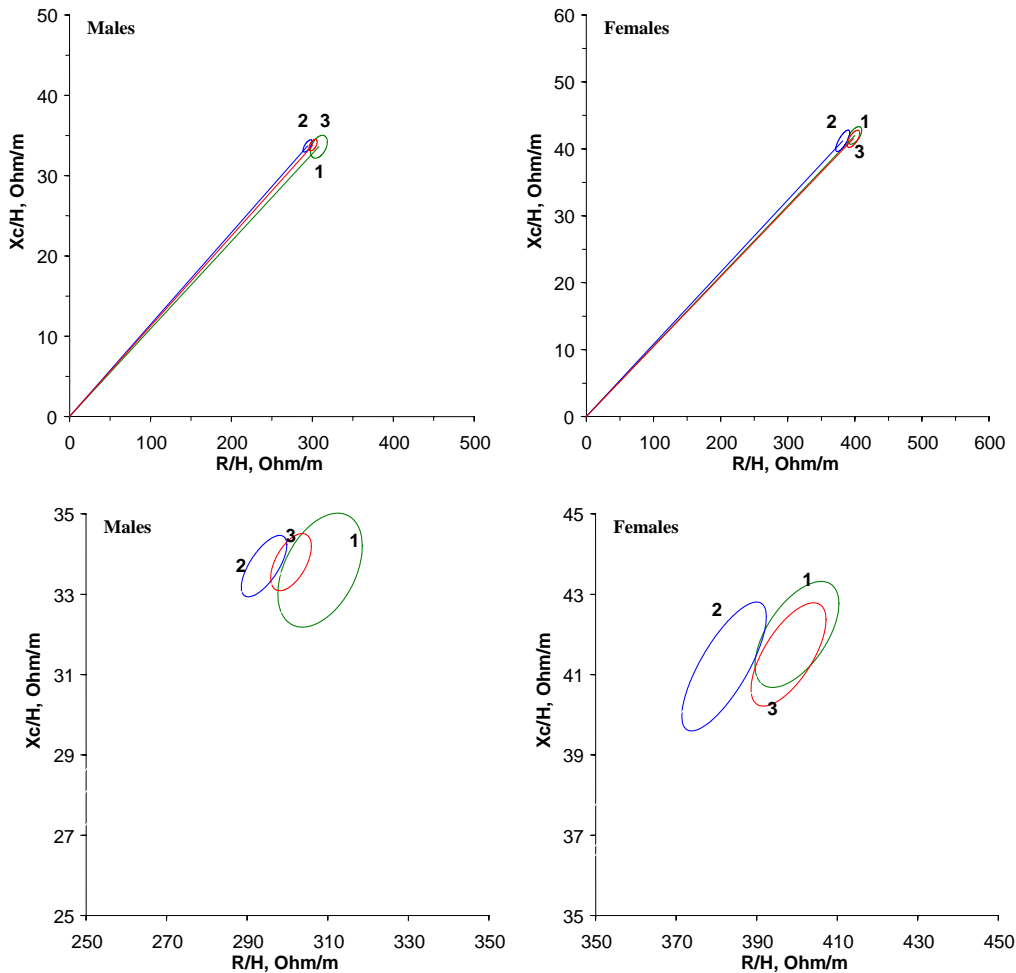 50
Males
40
2 3
30
1
Xc/H, Ohm/m
20
10
0
0 100 200 300 400 500
R/H, Ohm/m
60
Females
50
2 1
40
3
30
Xc/H, Ohm/m
20
10
0
0 100 200 300 400 500 600
R/H, Ohm/m
35
Males
3
1
2
33
31
Xc/H, Ohm/m
29
27
25
250 270 290 310 330 350
R/H, Ohm/m
45
Females
43
1
2
41
3
Xc/H, Ohm/m
39
37
35
350 370 390 410 430 450
R/H, Ohm/m